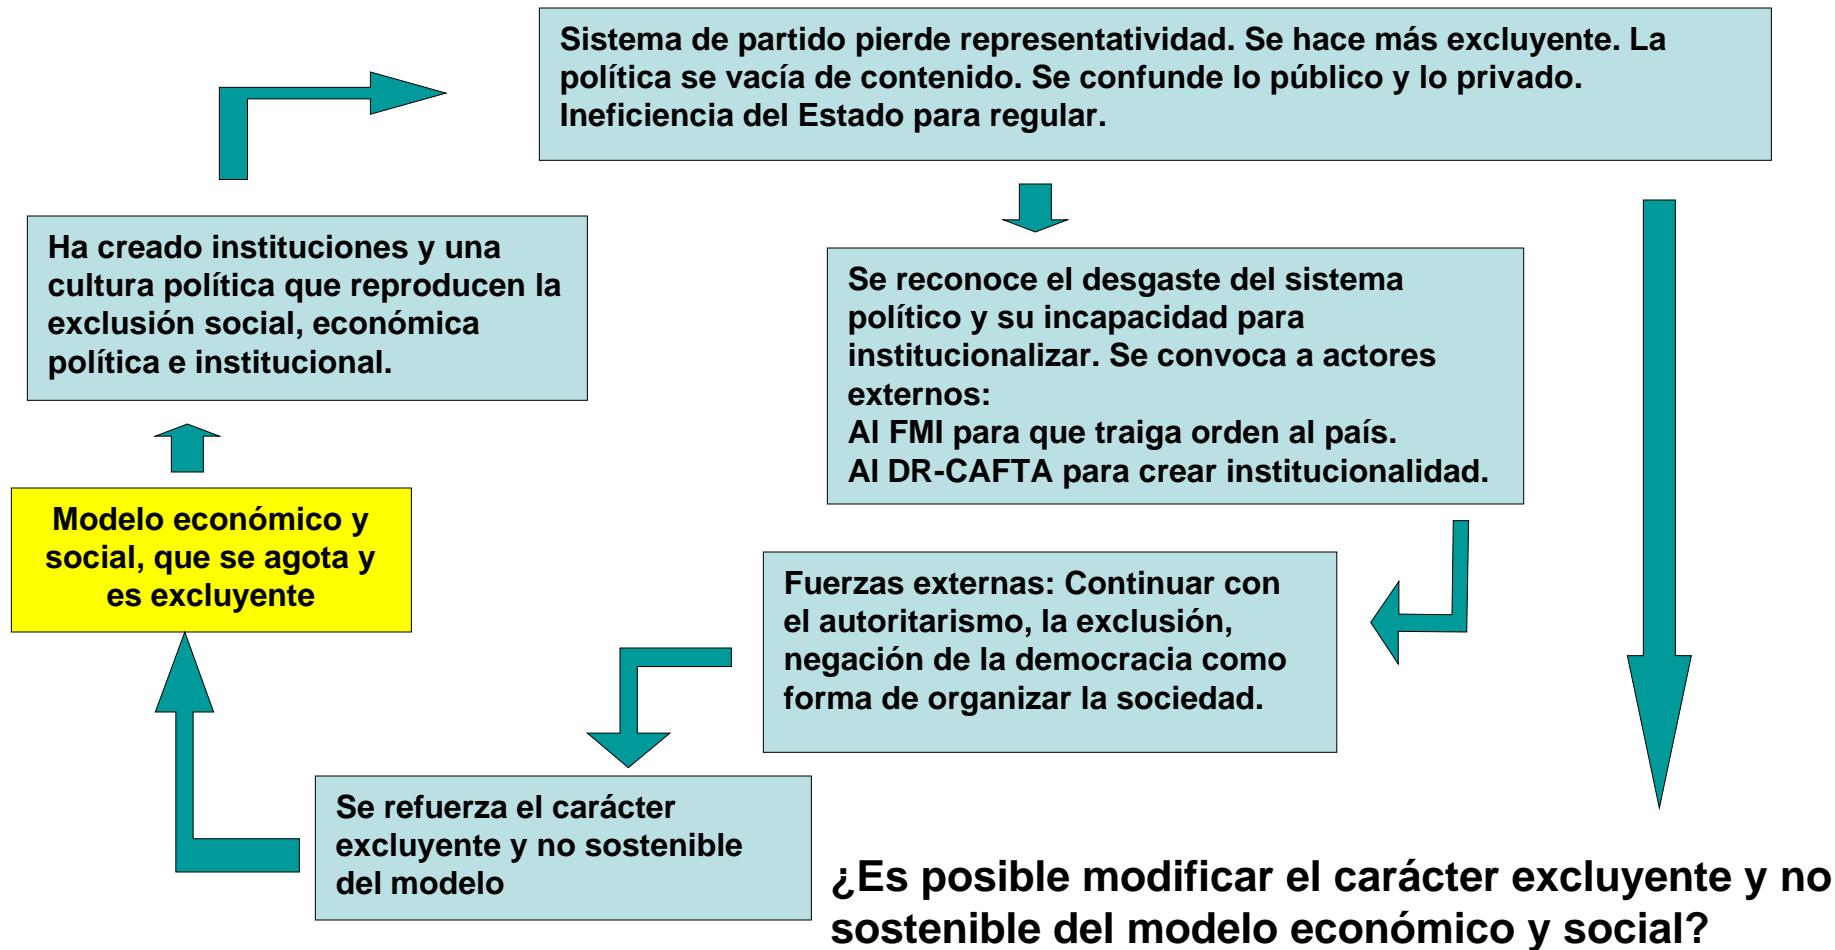 Sistema de partido pierde representatividad. Se hace más excluyente. La
política se vacía de contenido. Se confunde lo público y lo privado.
Ineficiencia del Estado para regular.
Ha creado instituciones y una
cultura política que reproducen la
exclusión social, económica
política e institucional.
Se reconoce el desgaste del sistema
político y su incapacidad para
institucionalizar. Se convoca a actores
externos:
Al FMI para que traiga orden al país.
Al DR-CAFTA para crear institucionalidad.
Modelo económico y
social, que se agota y
es excluyente
Fuerzas externas: Continuar con
el autoritarismo, la exclusión,
negación de la democracia como
forma de organizar la sociedad.
Se refuerza el carácter
excluyente y no sostenible
del modelo
¿Es posible modificar el carácter excluyente y no
sostenible del modelo económico y social?